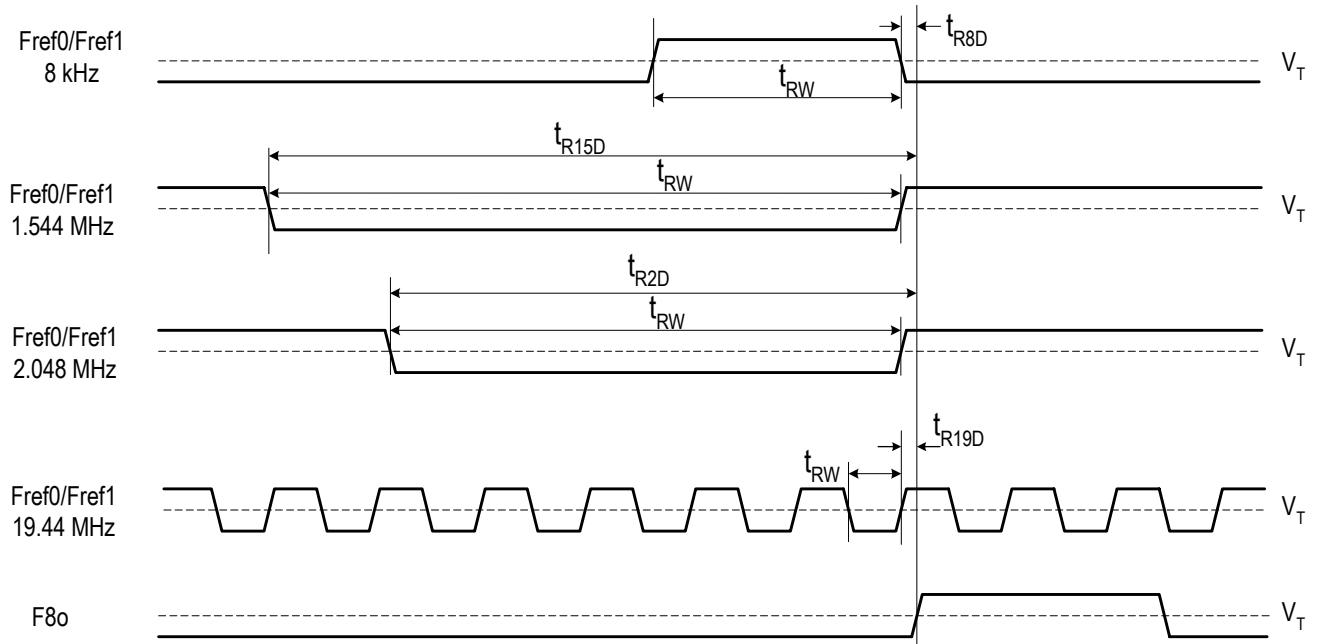 Fref0/Fref1
8 kHz
tR8D
VT
tRW
tR15D
Fref0/Fref1
1.544 MHz
tRW
VT
tR2D
Fref0/Fref1
2.048 MHz
tRW
VT
tR19D
tRW
Fref0/Fref1
19.44 MHz
VT
F8o
VT